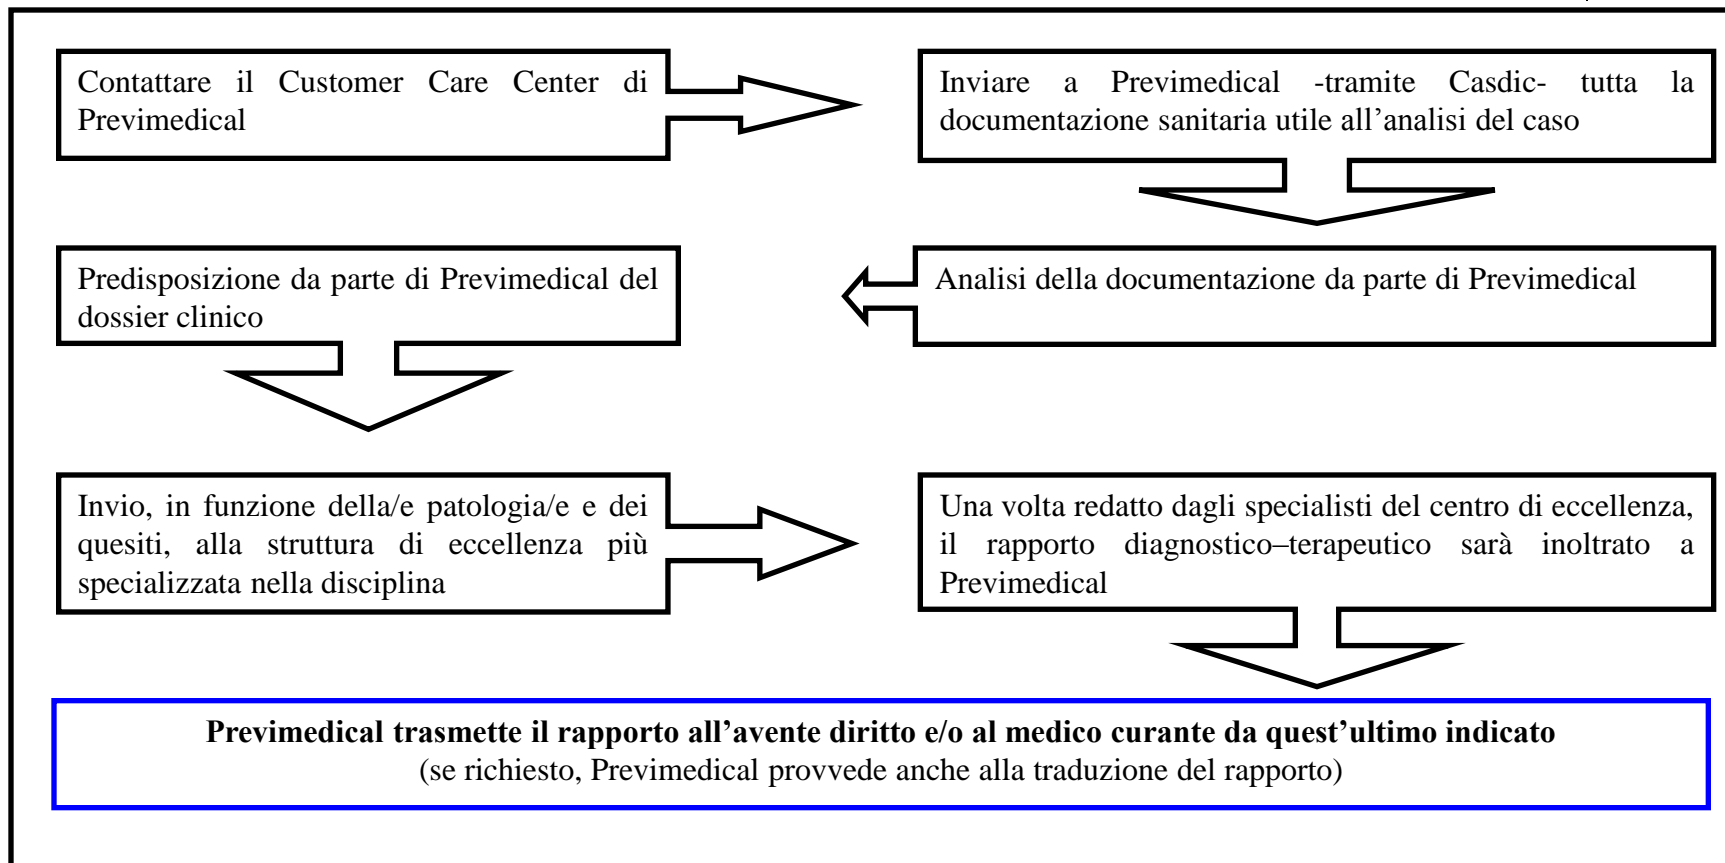 Contattare il Customer Care Center di
Previmedical
Inviare a Previmedical -tramite Casdic- tutta la
documentazione sanitaria utile all’analisi del caso
Analisi della documentazione da parte di Previmedical
Predisposizione da parte di Previmedical del
dossier clinico
Invio, in funzione della/e patologia/e e dei
quesiti, alla struttura di eccellenza più
specializzata nella disciplina
Una volta redatto dagli specialisti del centro di eccellenza,
il rapporto diagnostico–terapeutico sarà inoltrato a
Previmedical
Previmedical trasmette il rapporto all’avente diritto e/o al medico curante da quest’ultimo indicato
(se richiesto, Previmedical provvede anche alla traduzione del rapporto)